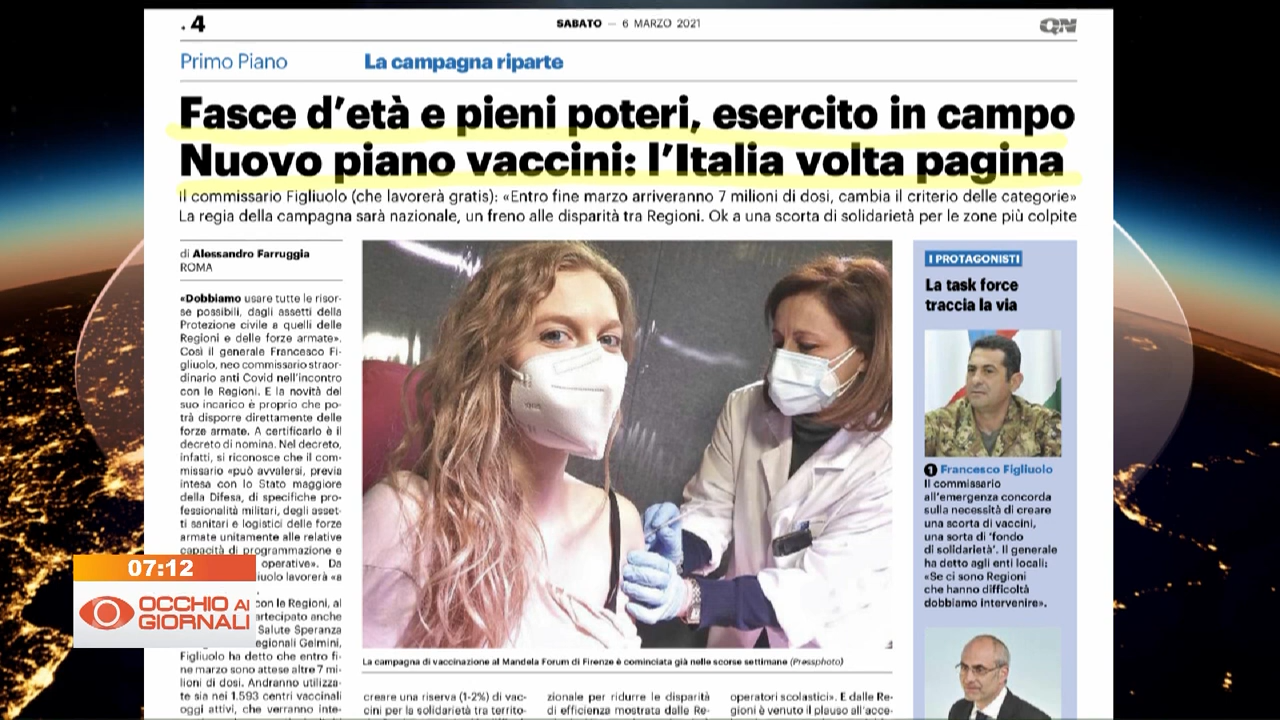 . 4
SABATO — 6 MARZO 2021
QN
Primo Piano
La campagna riparte
Fasce d'età e pieni poteri, esercito in campo
Nuovo piano vaccini: l'Italia volta pagina
Il commissario Figliuolo (che lavorerà gratis): «Entro fine marzo arriveranno 7 milioni di dosi, cambia il criterio delle categorie»
La regia della campagna sarà nazionale, un freno alle disparità tra Regioni. Ok a una scorta di solidarietà per le zone più colpite
di Alessandro Farruggia
ROMA
«Dobbiamo usare tutte le risor-
se possibili, dagli assetti della
Protezione civile a quelli delle
Regioni e delle forze armate».
Così il generale Francesco Fi-
gliuolo, neo commissario straor-
dinario anti Covid nell'incontro
con le Regioni. E la novità del
suo incarico è proprio che po-
trà disporre direttamente delle
forze armate. A certificarlo è il
decreto di nomina. Nel decreto,
infatti, si riconosce che il com-
missario «può avvalersi, previa
intesa con lo Stato maggiore
della Difesa, di specifiche pro-
fessionalità militari, degli asset-
ti sanitari e logistici delle forze
armate unitamente alle relative
capacità di programmazione e
operative». Da
iuolo lavorerà «a
con le Regioni, al
artecipato anche
Salute Speranza
egionali Gelmini,
Figliuolo ha detto che entro fi-
ne marzo sono attese altre 7 mi-
lioni di dosi. Andranno utilizza-
te sia nei 1.593 centri vaccinali
oggi attivi, che verranno inte-
La campagna di vaccinazione al Mandela Forum di Firenze è cominciata già nelle scorse settimane (Pressphoto)
creare una riserva (1-2%) di vac-
cini per la solidarietà tra territo-
zionale per ridurre le disparità
di efficienza mostrata dalle Re-
operatori scolastici». E dalle Re-
gioni è venuto il plauso all'acce-
I PROTAGONISTI
La task force
traccia la via
1 Francesco Figliuolo
Il commissario
all'emergenza concorda
sulla necessità di creare
una scorta di vaccini,
una sorta di 'fondo
di solidarietà'. Il generale
ha detto agli enti locali:
«Se ci sono Regioni
che hanno difficoltà
dobbiamo intervenire».
07:12
OCCHIO AI
GIORNALI